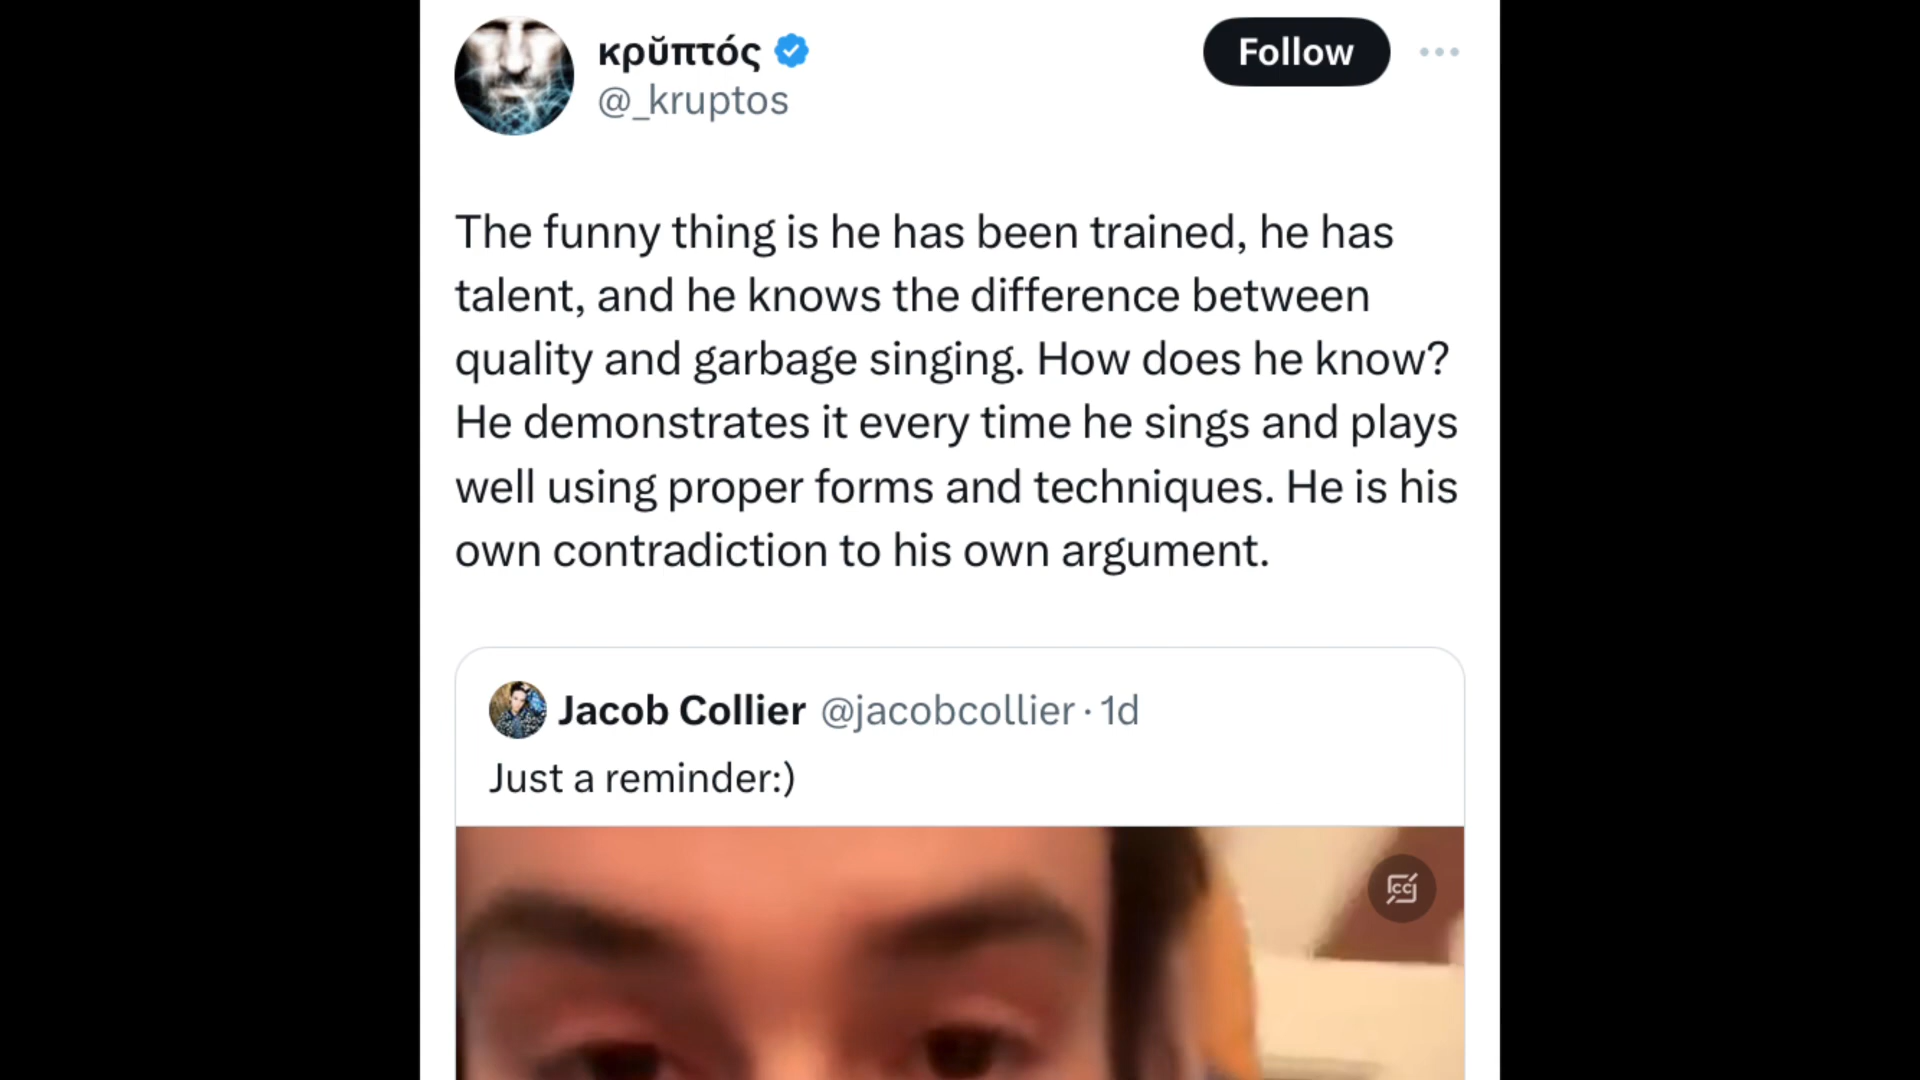 κρῠπτός
Follow
@_kruptos
The funny thing is he has been trained, he has
talent, and he knows the difference between
quality and garbage singing. How does he know?
He demonstrates it every time he sings and plays
well using proper forms and techniques. He is his
own contradiction to his own argument.
Jacob Collier @jacobcollier · 1d
Just a reminder:)
CC